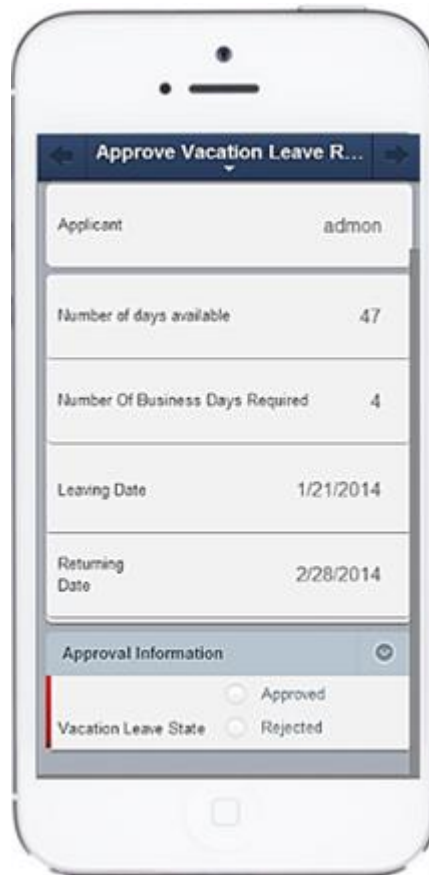 Approve Vacation Leave R...
Applicant admon
Number of days available 47
Number Of Business Days Required 4
Leaving Date 1/21/2014
Returning
Date 2/28/2014
Approval Information
Approved
Vacation Leave State Rejected